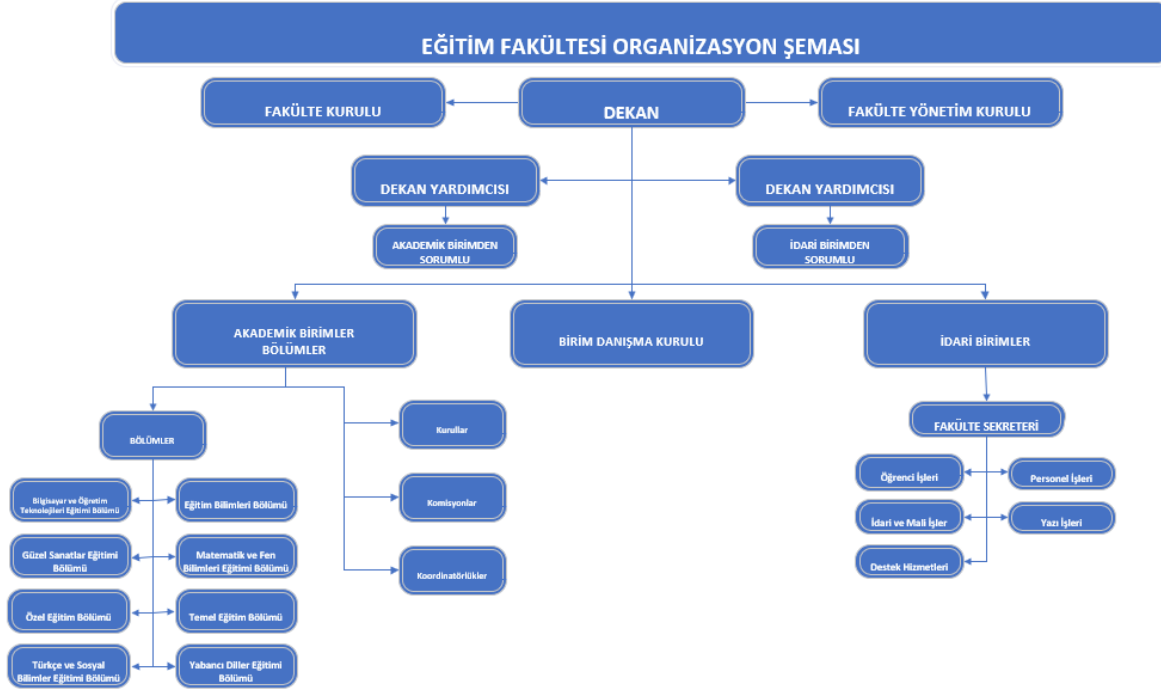 EĞİTİM FAKÜLTESİ ORGANİZASYON ŞEMASI
FAKÜLTE KURULU
DEKAN
FAKÜLTE YÖNETİM KURULU
DEKAN YARDIMCISI
DEKAN YARDIMCISI
AKADEMİK BİRİMDEN
SORUMLU
İDARİ BİRİMDEN
SORUMLU
AKADEMİK BİRİMLER
BÖLÜMLER
BİRİM DANIŞMA KURULU
İDARİ BİRİMLER
BÖLÜMLER
Kurullar
FAKÜLTE SEKRETERİ
Bilgisayar ve Öğretim
Teknolojileri Eğitimi Bölümü
Eğitim Bilimleri Bölümü
Komisyonlar
Öğrenci İşleri
Personel İşleri
Güzel Sanatlar Eğitimi
Bölümü
Matematik ve Fen
Bilimleri Eğitimi Bölümü
Koordinatörlükler
İdari ve Mali İşler
Yazı İşleri
Destek Hizmetleri
Özel Eğitim Bölümü
Temel Eğitim Bölümü
Türkçe ve Sosyal
Bilimler Eğitimi Bölümü
Yabancı Diller Eğitimi
Bölümü